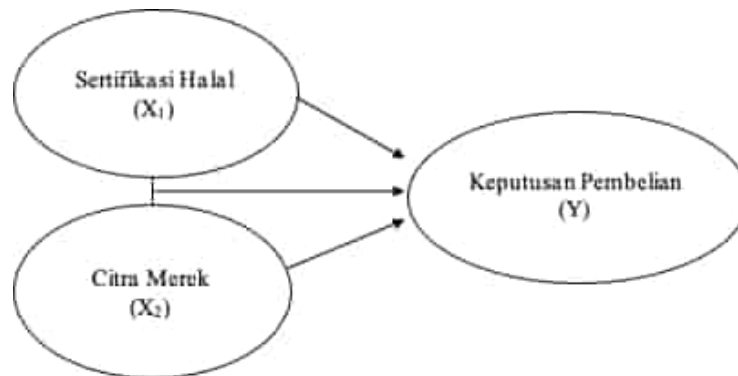 Sertifikasi Halal
(X₁)
Keputusan Pembelian
(Y)
Citra Merek
(X₂)